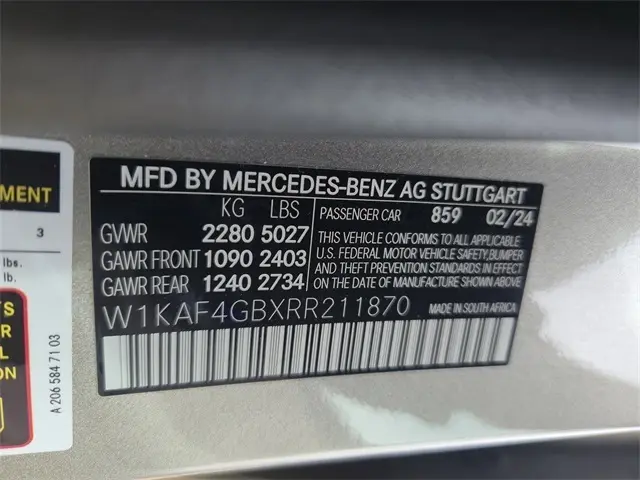 MFD BY MERCEDES-BENZ AG STUTTGART
KG LBS
GVWR 2280 5027
GAWR FRONT 1090 2403
GAWR REAR 1240 2734
PASSENGER CAR 859 02/24
THIS VEHICLE CONFORMS TO ALL APPLICABLE
U.S. FEDERAL MOTOR VEHICLE SAFETY, BUMPER
AND THEFT PREVENTION STANDARDS IN EFFECT
ON THE DATE OF MANUFACTURE SHOWN ABOVE
W1KAF4GBXRR211870 MADE IN SOUTH AFRICA
MENT
3
lbs.
lb.
ON
A 206 584 71 03